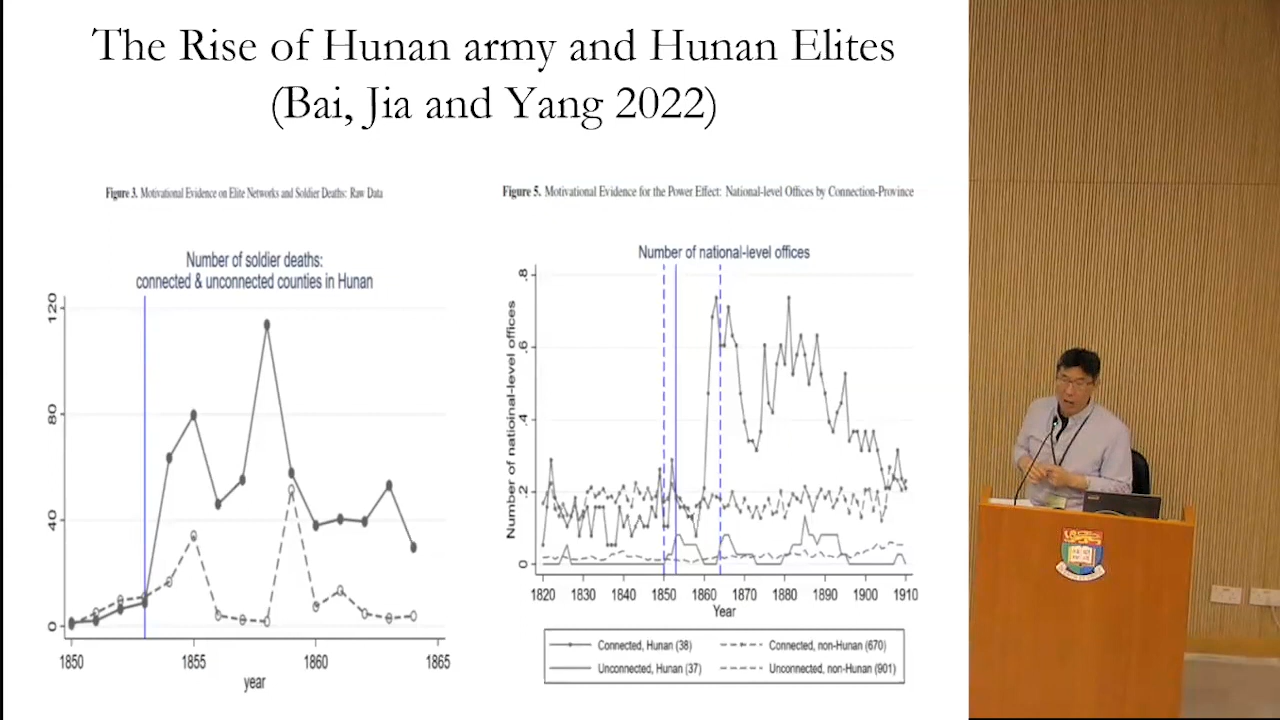 The Rise of Hunan army and Hunan Elites
(Bai, Jia and Yang 2022)
Figure 3. Motivational Evidence on Elite Networks and Soldier Deaths: Raw Data
Number of soldier deaths:
connected & unconnected counties in Hunan
120
80
40
0
1850
1855
1860
1865
year
Figure 5. Motivational Evidence for the Power Effect: National-level Offices by Connection-Province
Number of national-level offices
Number of natioinal-level offices
.8
.6
.4
.2
0
1820
1830
1840
1850
1860
1870
1880
1890
1900
1910
Year
Connected, Hunan (38)
Connected, non-Hunan (670)
Unconnected, Hunan (37)
Unconnected, non-Hunan (901)